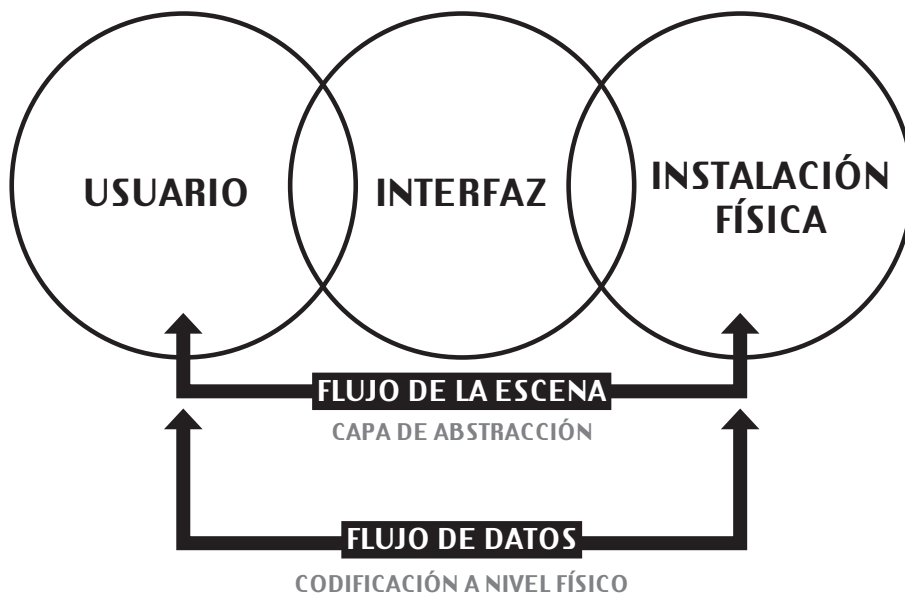 USUARIO
INTERFAZ
INSTALACIÓN
FÍSICA
FLUJO DE LA ESCENA
CAPA DE ABSTRACCIÓN
FLUJO DE DATOS
CODIFICACIÓN A NIVEL FÍSICO